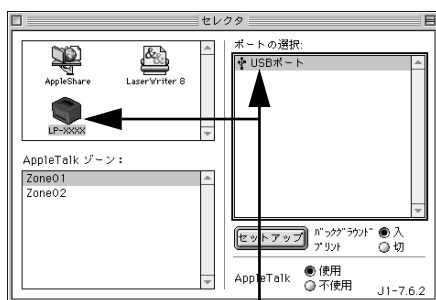 セレクタ
AppleShare
LaserWriter 8
LP-XXXX
AppleTalk ゾーン：
Zone01
Zone02
ポートの選択:
USBポート
セットアップ
バックグラウンド
プリント
入
切
AppleTalk
使用
不使用
J1-7.6.2